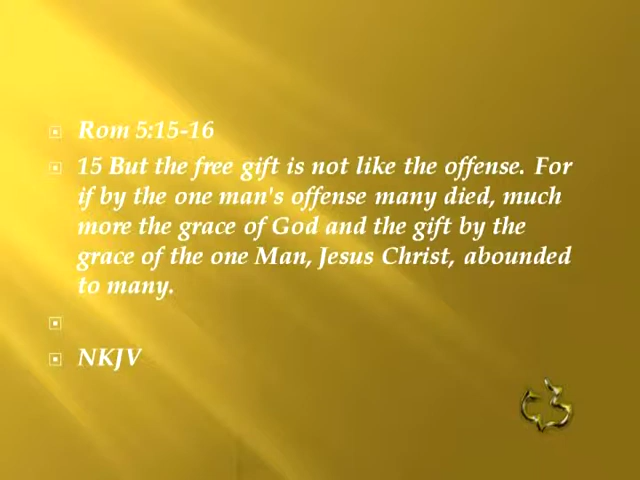 Rom 5:15-16
15 But the free gift is not like the offense. For
if by the one man's offense many died, much
more the grace of God and the gift by the
grace of the one Man, Jesus Christ, abounded
to many.
NKJV